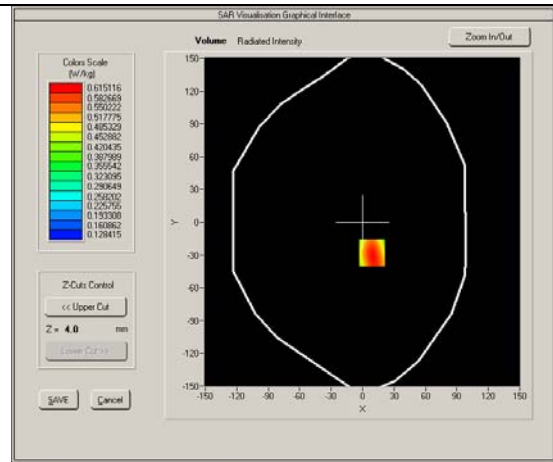 SAR Visualisation Graphical Interface
Volume Radiated Intensity
Zoom In/Out
Colors Scale
(W/kg)
0.615116
0.582669
0.550222
0.517775
0.485329
0.452882
0.420435
0.387989
0.355542
0.323095
0.290649
0.258202
0.225755
0.193308
0.160862
0.128415
Z-Cuts Control
<< Upper Cut
Z = 4.0 mm
Lower Cut >>
SAVE Cancel
150
120
90
60
30
0
-30
-60
-90
-120
-150
Y
-150 -120 -90 -60 -30 0 30 60 90 120 150
X